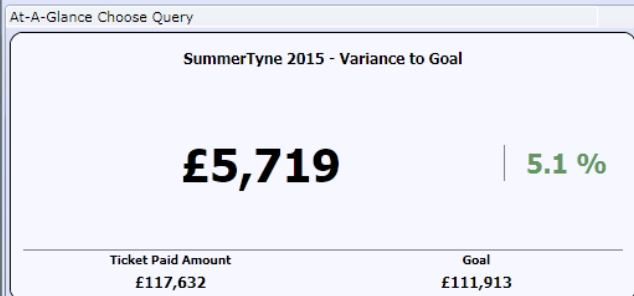 At-A-Glance Choose Query
SummerTyne 2015 - Variance to Goal
£5,719
5.1 %
Ticket Paid Amount
Goal
£117,632
£111,913